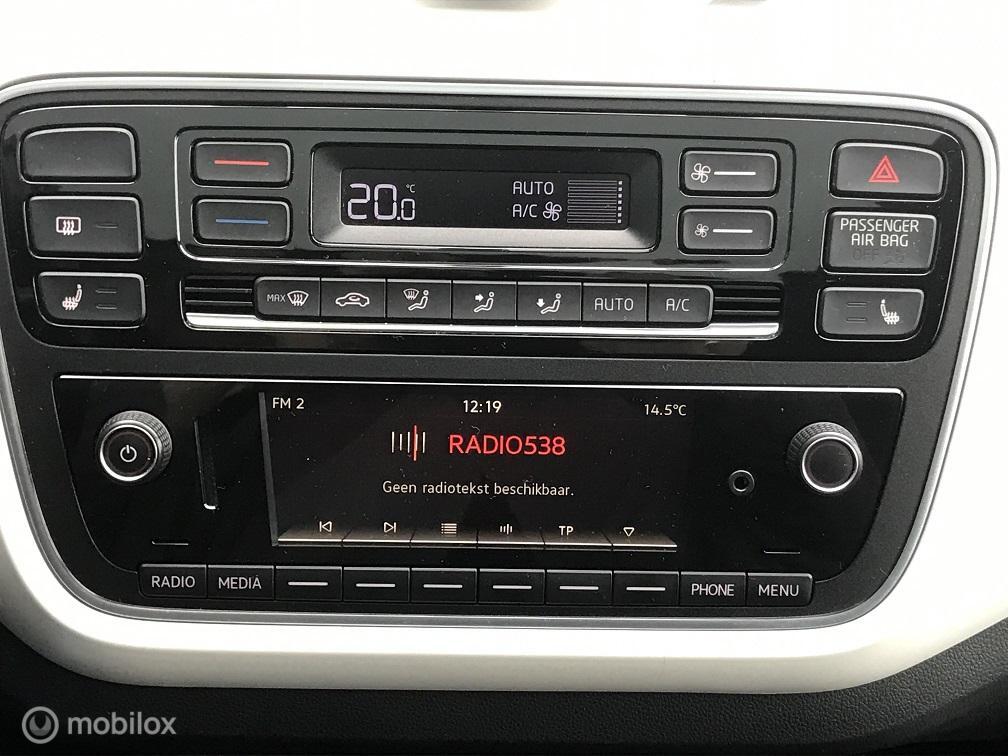 20.0 °C
AUTO
A/C
PASSENGER
AIR BAG
OFF
MAX
AUTO
A/C
FM 2
12:19
14.5°C
RADIO538
Geen radiotekst beschikbaar.
TP
RADIO
MEDIA
PHONE
MENU
mobilox